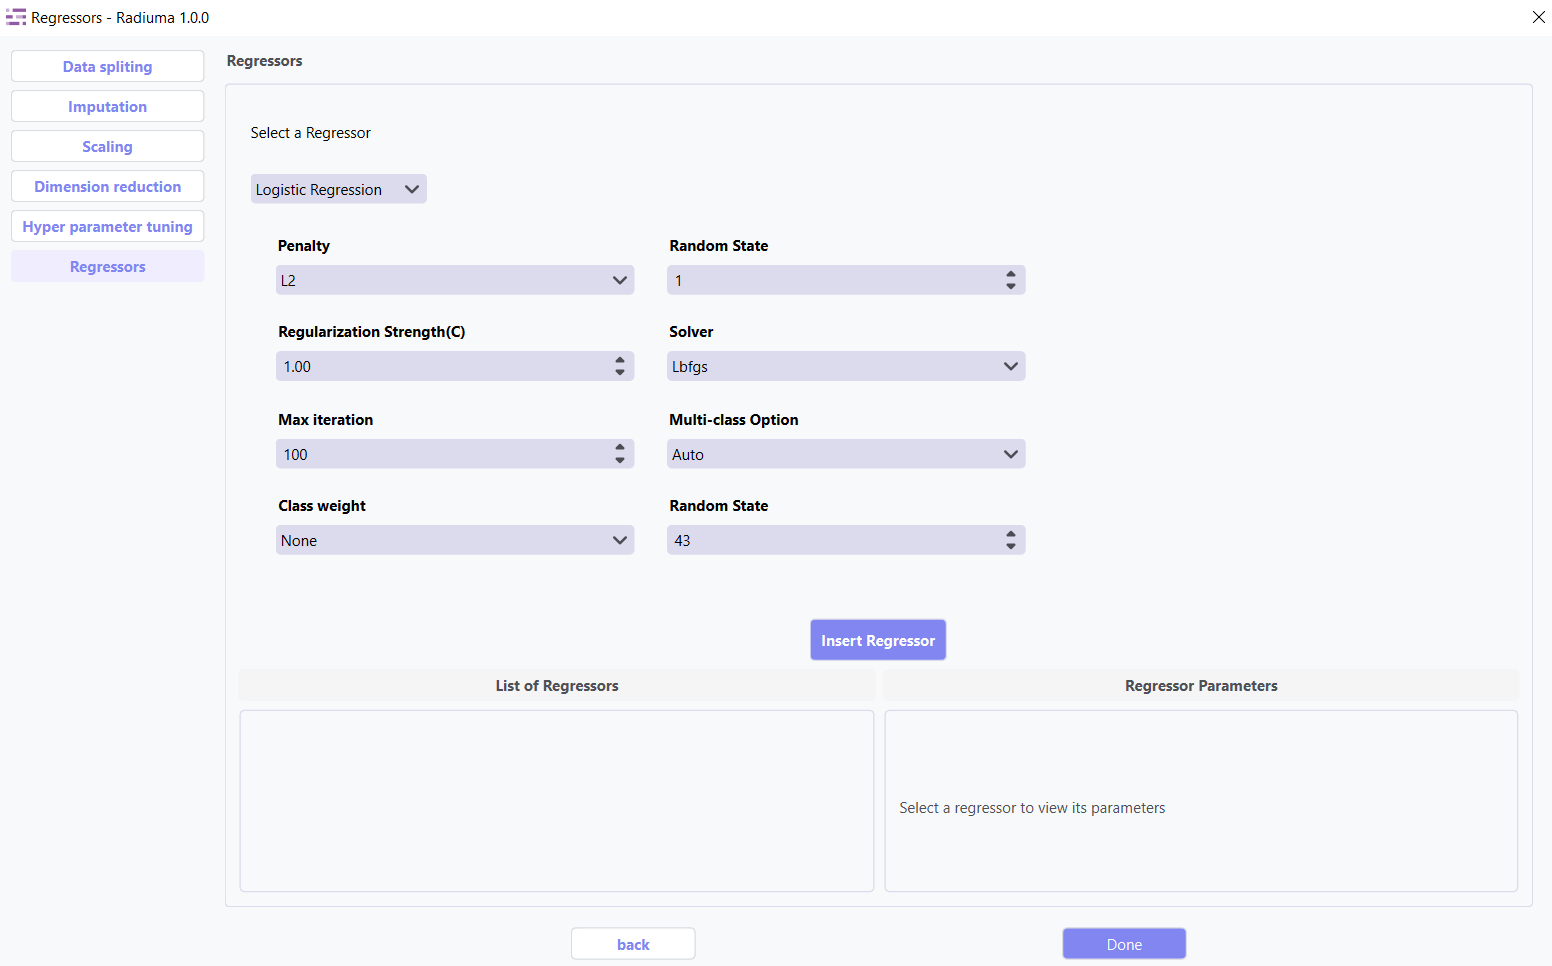 Regressors - Radiuma 1.0.0
Data spliting
Imputation
Scaling
Dimension reduction
Hyper parameter tuning
Regressors
Regressors
Select a Regressor
Logistic Regression
Penalty
L2
Random State
1
Regularization Strength(C)
1.00
Solver
Lbfgs
Max iteration
100
Multi-class Option
Auto
Class weight
None
Random State
43
Insert Regressor
List of Regressors
Regressor Parameters
Select a regressor to view its parameters
back
Done